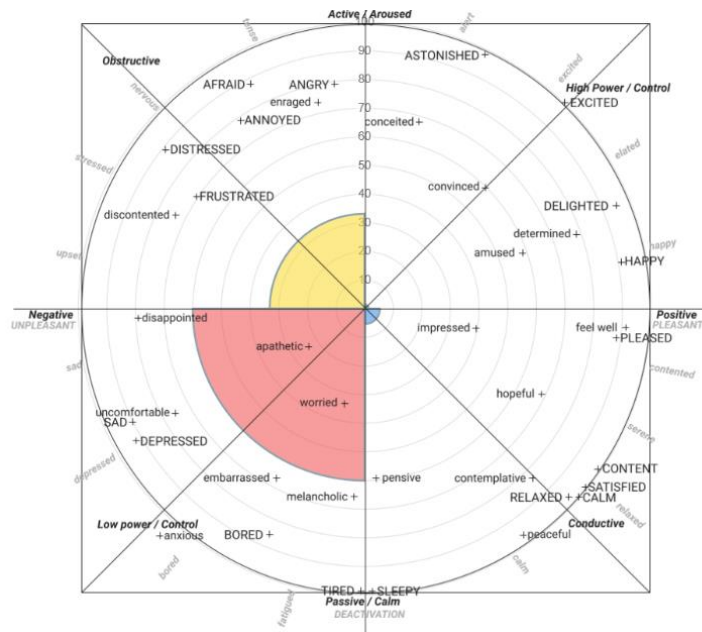 Active / Aroused
100
tense
alert
90
ASTONISHED
Obstructive
excited
80
AFRAID
ANGRY
High Power / Control
nervous
enraged
70
EXCITED
ANNOYED
conceited
60
DISTRESSED
elated
stressed
50
FRUSTRATED
convinced
40
DELIGHTED
discontented
30
determined
upset
20
amused
happy
HAPPY
10
Negative
Positive
UNPLEASANT
PLEASANT
disappointed
impressed
feel well
PLEASED
apathetic
sad
contented
hopeful
worried
uncomfortable
SAD
serene
DEPRESSED
depressed
CONTENT
embarrassed
pensive
contemplative
SATISFIED
melancholic
RELAXED
CALM
relaxed
Low power / Control
Conductive
anxious
BORED
peaceful
bored
calm
fatigued
TIRED
SLEEPY
Passive / Calm
DEACTIVATION